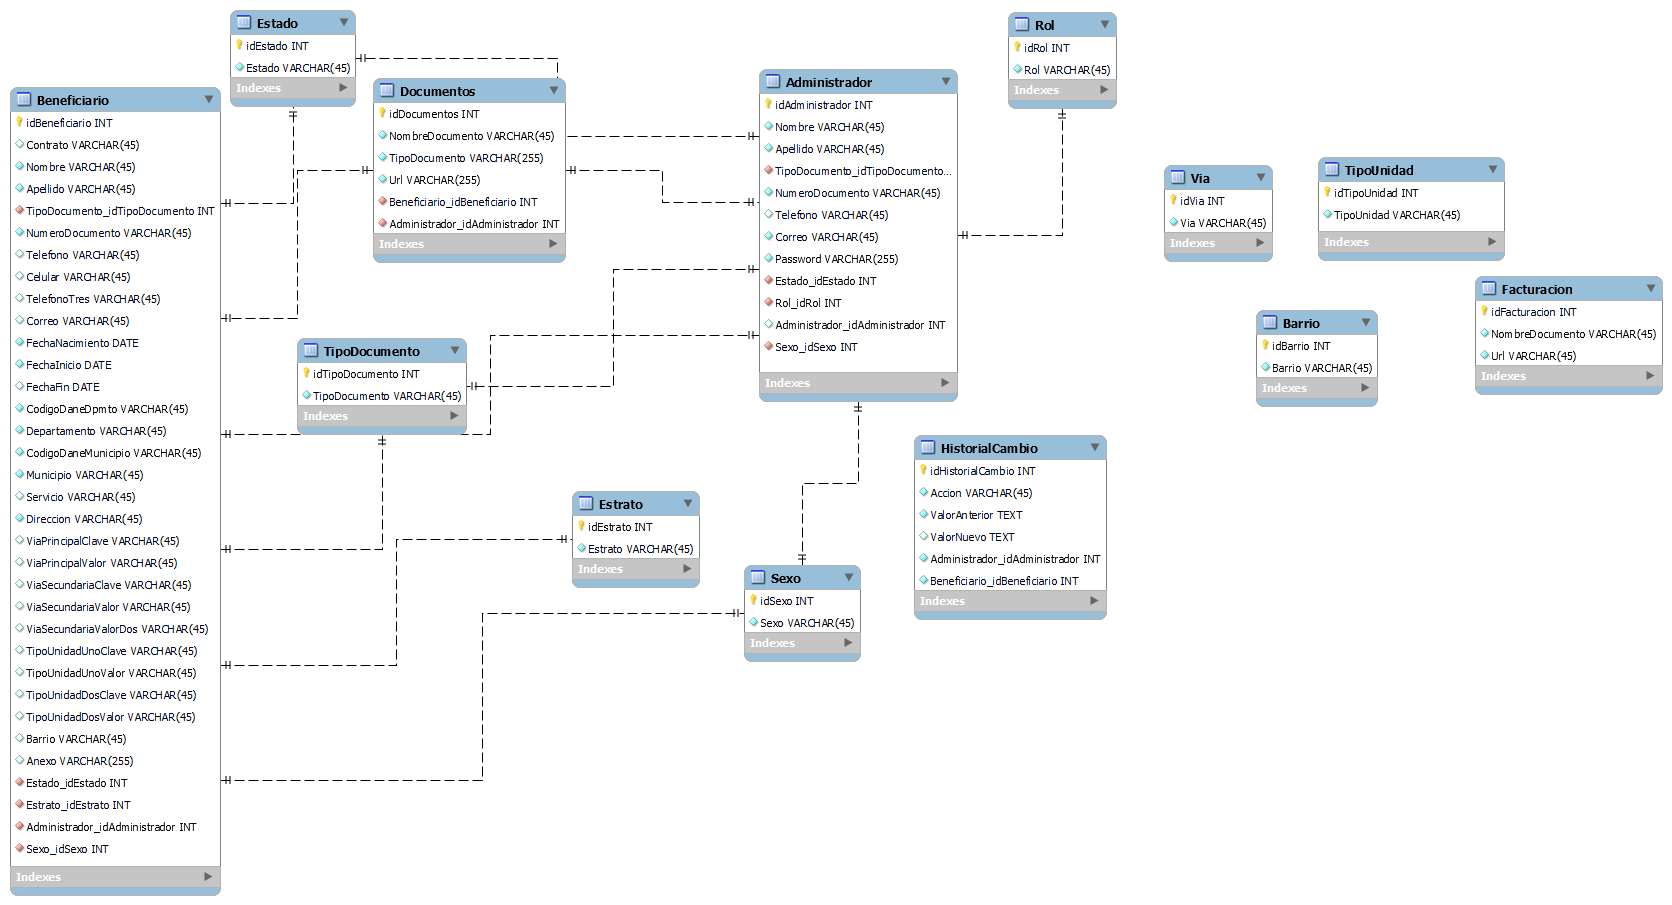 Estado
idEstado INT
Estado VARCHAR(45)
Indexes
Beneficiario
idBeneficiario INT
Contrato VARCHAR(45)
Nombre VARCHAR(45)
Apellido VARCHAR(45)
TipoDocumento_idTipoDocumento INT
NumeroDocumento VARCHAR(45)
Telefono VARCHAR(45)
Celular VARCHAR(45)
TelefonoTres VARCHAR(45)
Correo VARCHAR(45)
FechaNacimiento DATE
FechaInicio DATE
FechaFin DATE
CodigoDaneDpmto VARCHAR(45)
Departamento VARCHAR(45)
CodigoDaneMunicipio VARCHAR(45)
Municipio VARCHAR(45)
Servicio VARCHAR(45)
Direccion VARCHAR(45)
ViaPrincipalClave VARCHAR(45)
ViaPrincipalValor VARCHAR(45)
ViaSecundariaClave VARCHAR(45)
ViaSecundariaValor VARCHAR(45)
ViaSecundariaValorDos VARCHAR(45)
TipoUnidadUnoClave VARCHAR(45)
TipoUnidadUnoValor VARCHAR(45)
TipoUnidadDosClave VARCHAR(45)
TipoUnidadDosValor VARCHAR(45)
Barrio VARCHAR(45)
Anexo VARCHAR(255)
Estado_idEstado INT
Estrato_idEstrato INT
Administrador_idAdministrador INT
Sexo_idSexo INT
Indexes
Documentos
idDocumentos INT
NombreDocumento VARCHAR(45)
TipoDocumento VARCHAR(255)
Url VARCHAR(255)
Beneficiario_idBeneficiario INT
Administrador_idAdministrador INT
Indexes
TipoDocumento
idTipoDocumento INT
TipoDocumento VARCHAR(45)
Indexes
Estrato
idEstrato INT
Estrato VARCHAR(45)
Indexes
Administrador
idAdministrador INT
Nombre VARCHAR(45)
Apellido VARCHAR(45)
TipoDocumento_idTipoDocumento...
NumeroDocumento VARCHAR(45)
Telefono VARCHAR(45)
Correo VARCHAR(45)
Password VARCHAR(255)
Estado_idEstado INT
Rol_idRol INT
Administrador_idAdministrador INT
Sexo_idSexo INT
Indexes
Sexo
idSexo INT
Sexo VARCHAR(45)
Indexes
Rol
idRol INT
Rol VARCHAR(45)
Indexes
HistorialCambio
idHistorialCambio INT
Accion VARCHAR(45)
ValorAnterior TEXT
ValorNuevo TEXT
Administrador_idAdministrador INT
Beneficiario_idBeneficiario INT
Indexes
Via
idVia INT
Via VARCHAR(45)
Indexes
TipoUnidad
idTipoUnidad INT
TipoUnidad VARCHAR(45)
Indexes
Barrio
idBarrio INT
Barrio VARCHAR(45)
Indexes
Facturacion
idFacturacion INT
NombreDocumento VARCHAR(45)
Url VARCHAR(45)
Indexes